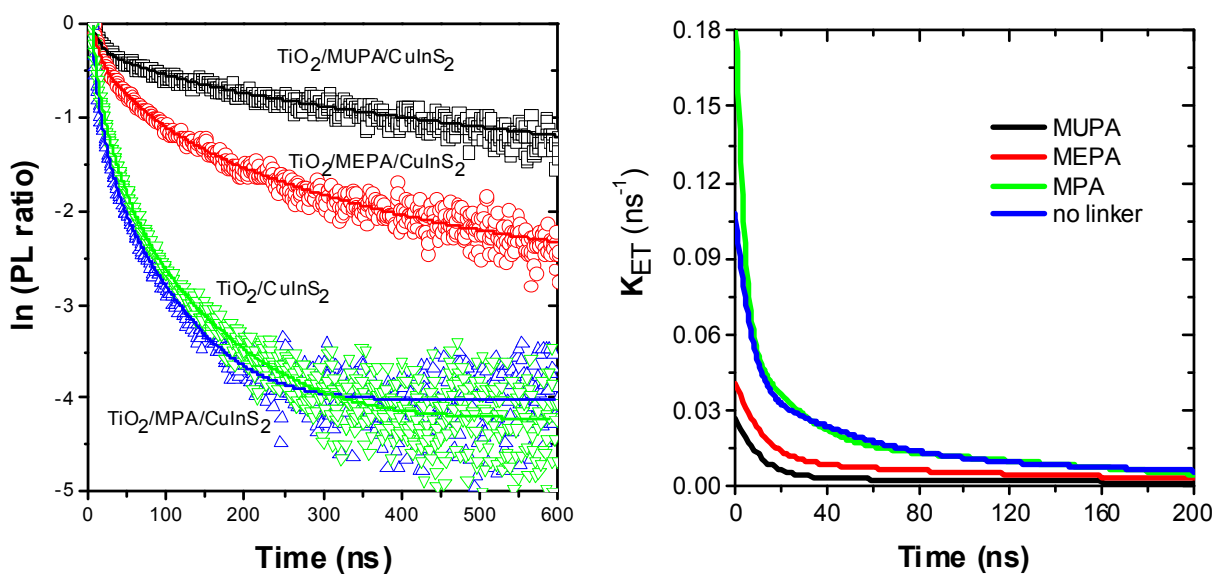 0
-1
-2
-3
-4
-5
ln (PL ratio)
TiO2/MUPA/CuInS2
TiO2/MEPA/CuInS2
TiO2/CuInS2
TiO2/MPA/CuInS2
0 100 200 300 400 500 600
Time (ns)
0.18
0.15
0.12
0.09
0.06
0.03
0.00
KET (ns-1)
MUPA
MEPA
MPA
no linker
0 40 80 120 160 200
Time (ns)